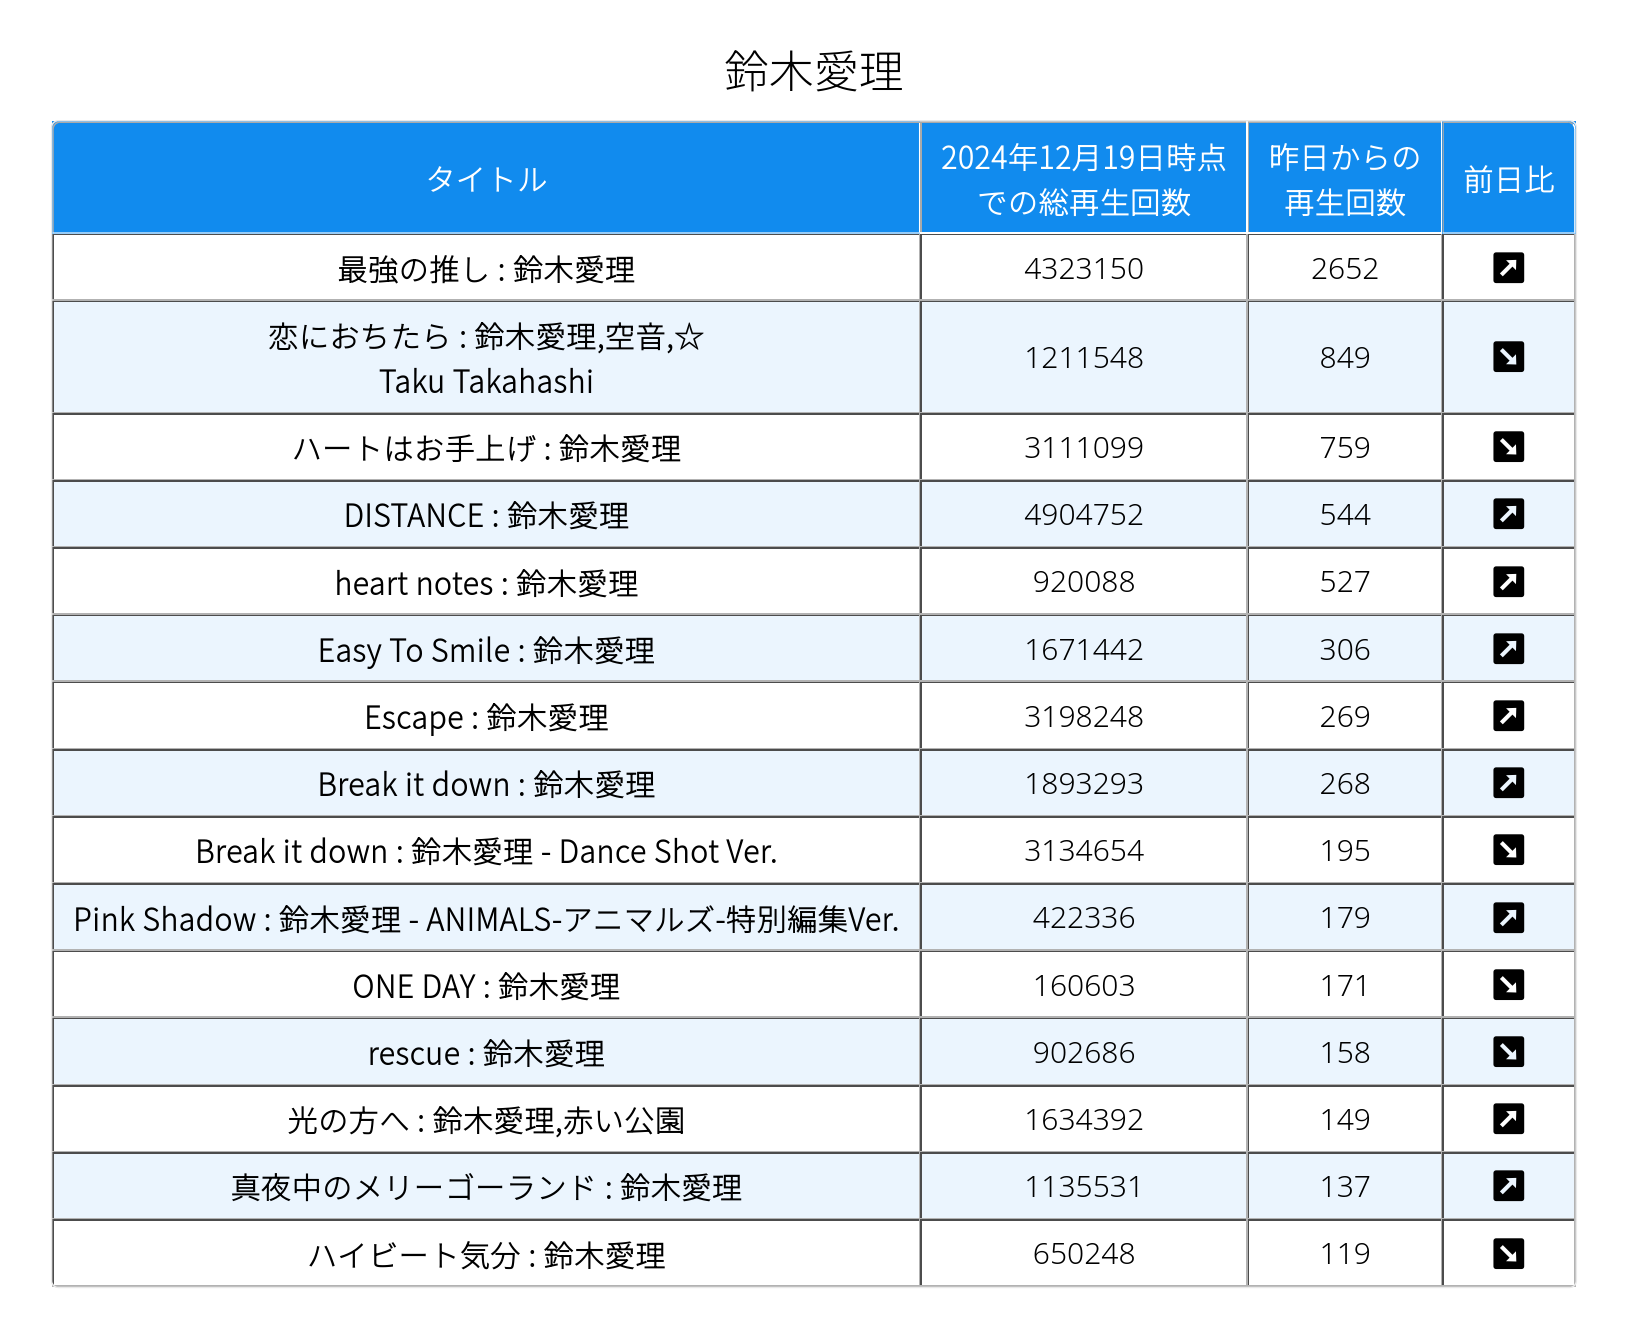 鈴木愛理
タイトル
2024年12月19日時点
での総再生回数
昨日からの
再生回数
前日比
最強の推し : 鈴木愛理 4323150 2652
恋におちたら : 鈴木愛理,空音,☆
Taku Takahashi 1211548 849
ハートはお手上げ : 鈴木愛理 3111099 759
DISTANCE : 鈴木愛理 4904752 544
heart notes : 鈴木愛理 920088 527
Easy To Smile : 鈴木愛理 1671442 306
Escape : 鈴木愛理 3198248 269
Break it down : 鈴木愛理 1893293 268
Break it down : 鈴木愛理 - Dance Shot Ver. 3134654 195
Pink Shadow : 鈴木愛理 - ANIMALS-アニマルズ-特別編集Ver. 422336 179
ONE DAY : 鈴木愛理 160603 171
rescue : 鈴木愛理 902686 158
光の方へ : 鈴木愛理,赤い公園 1634392 149
真夜中のメリーゴーランド : 鈴木愛理 1135531 137
ハイビート気分 : 鈴木愛理 650248 119